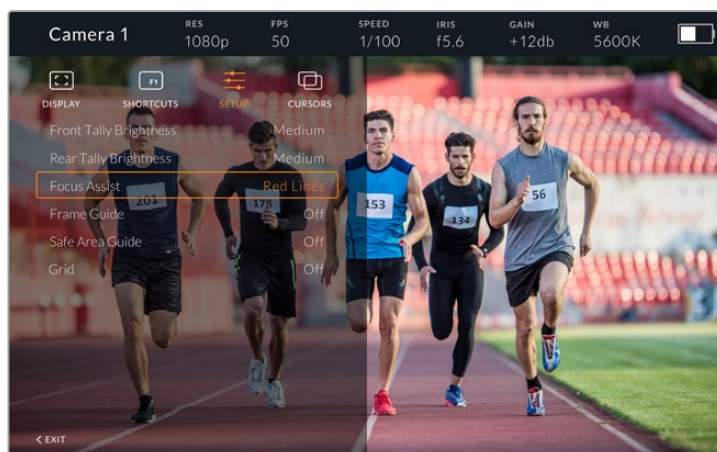 Camera 1
RES FPS SPEED IRIS GAIN WB
1080p 50 1/100 f5.6 +12db 5600K
F1
DISPLAY SHORTCUTS SETUP CURSORS
Front Tally Brightness Medium
Rear Tally Brightness Medium
Focus Assist Red Lines
Frame Guide Off
Safe Area Guide Off
Grid Off
201
178
153
134
56
< EXIT